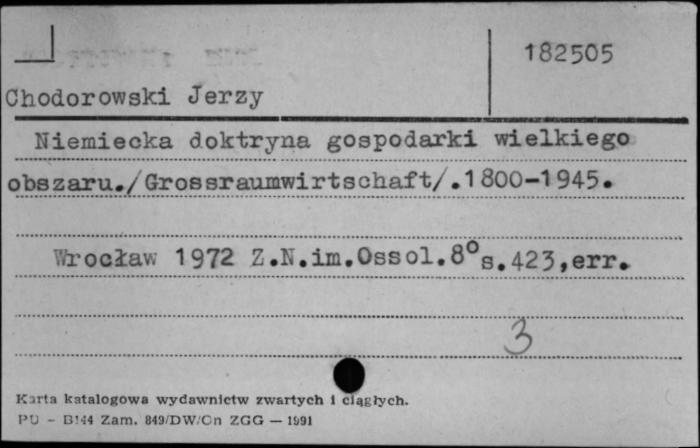 182505
Chodorowski Jerzy
Niemiecka doktryna gospodarki wielkiego
obszaru./Grossraumwirtschaft/.1800-1945.
Wrocław 1972 Z.N.im.Ossol.8° s.423,err.
3
Karta katalogowa wydawnictw zwartych i ciągłych.
PU - B144 Zam. 849/DW/Cn ZGG — 1991